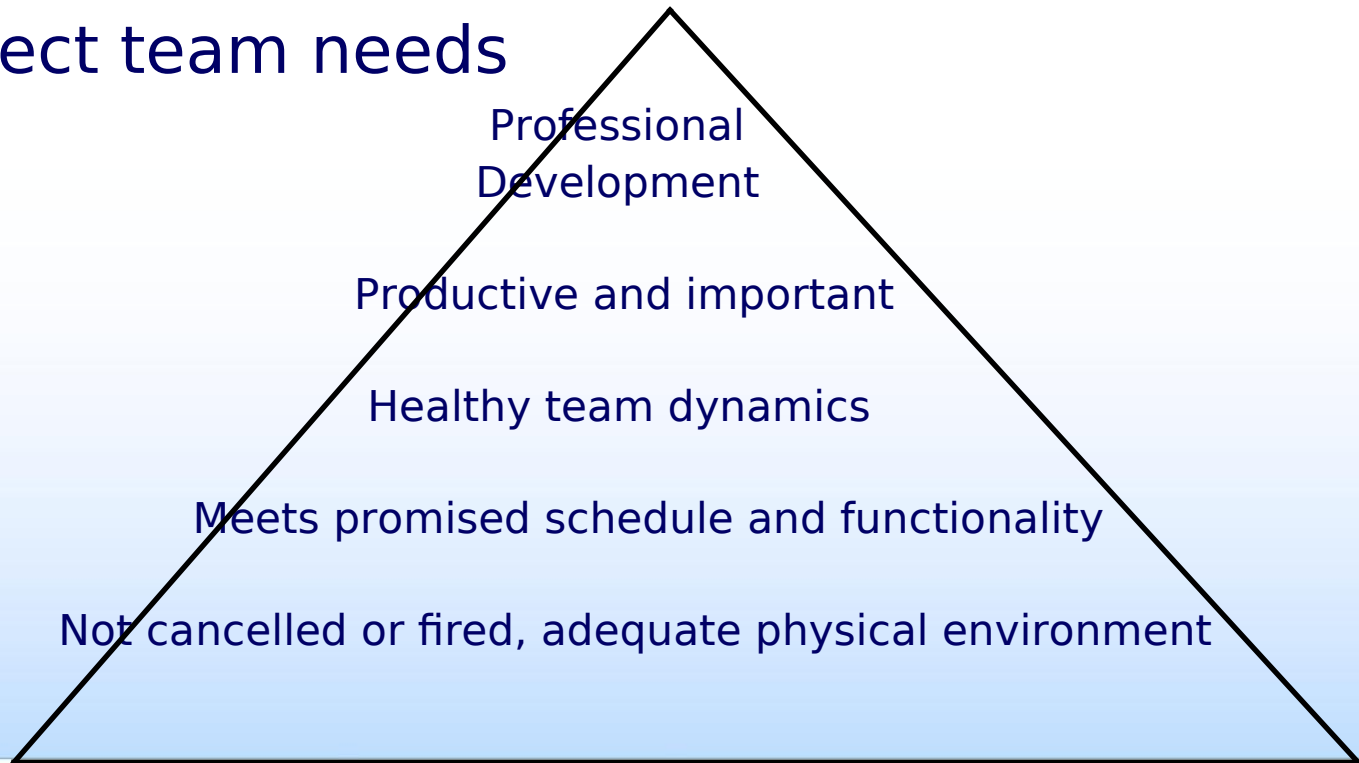 ect team needs
Professional
Development
Productive and important
Healthy team dynamics
Meets promised schedule and functionality
Not cancelled or fired, adequate physical environment